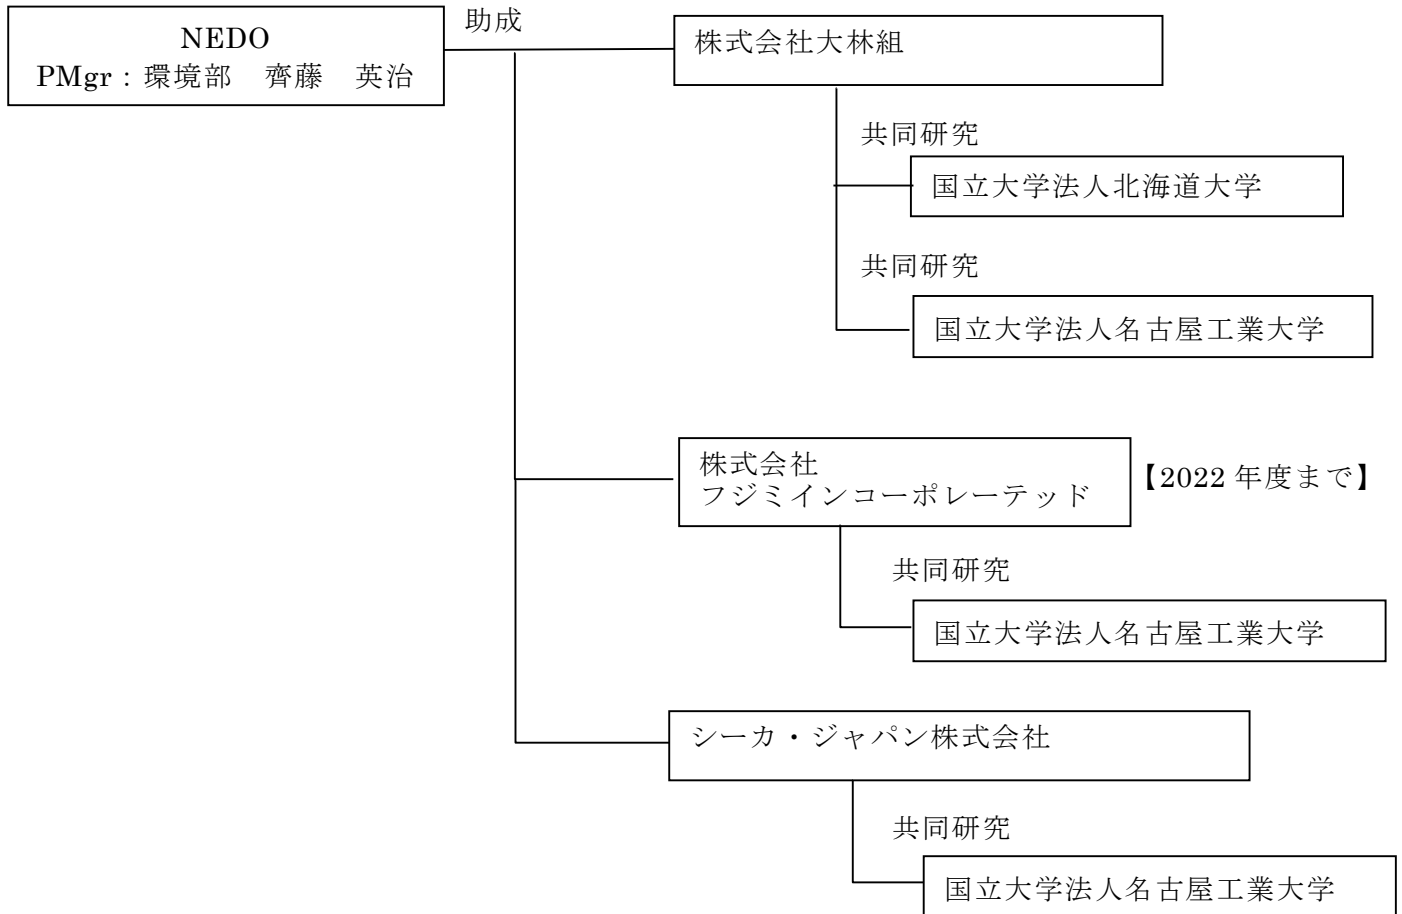 NEDO
PMgr：環境部　齊藤　英治
助成
株式会社大林組
共同研究
国立大学法人北海道大学
共同研究
国立大学法人名古屋工業大学
株式会社
フジミインコーポレーテッド
【2022 年度まで】
共同研究
国立大学法人名古屋工業大学
シーカ・ジャパン株式会社
共同研究
国立大学法人名古屋工業大学